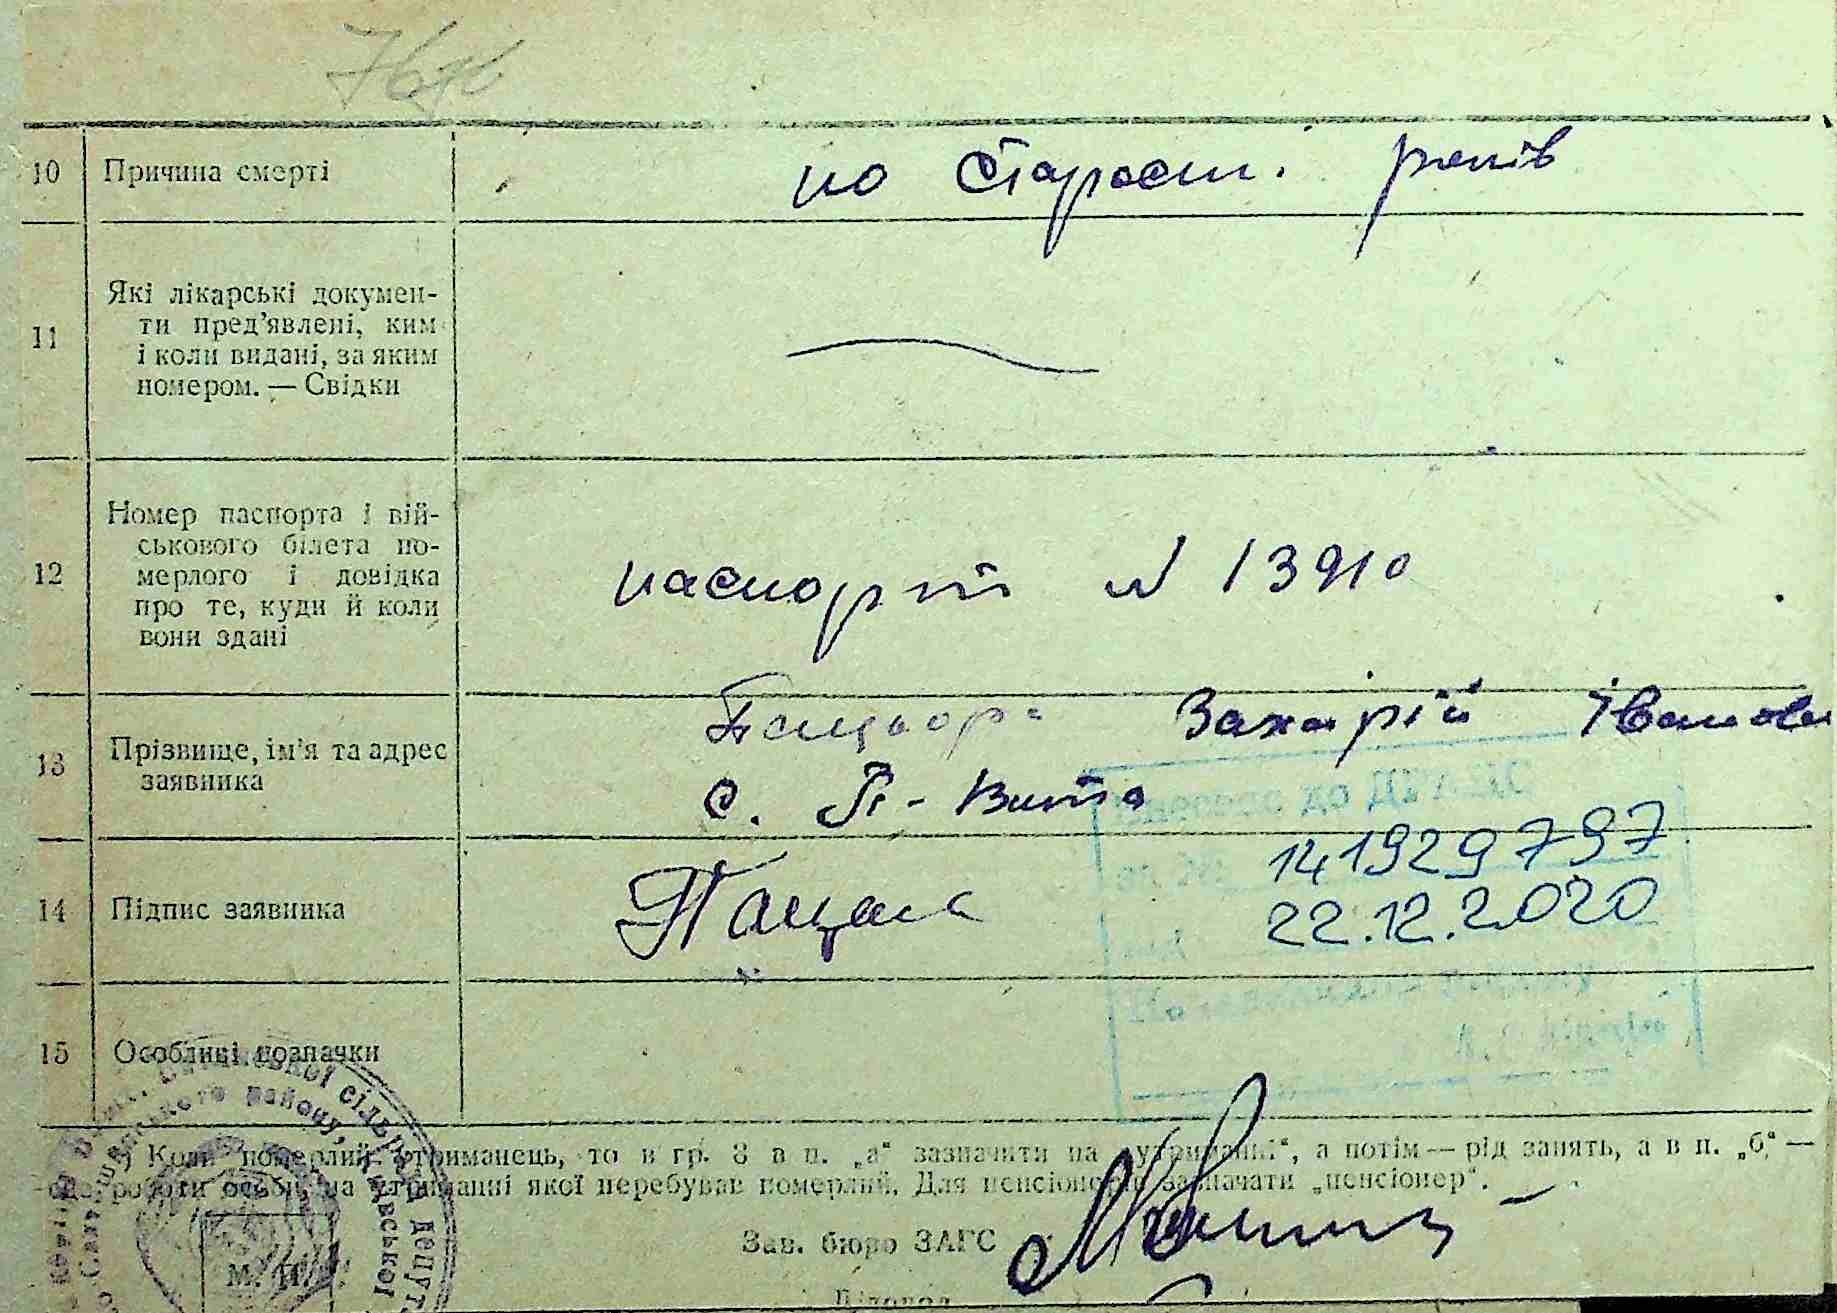 10 Причина смерті по старості років
11 Які лікарські докумен-
ти пред'явлені, ким
і коли видані, за яким
номером. — Свідки
12 Номер паспорта і вій-
ськового білета по-
мерлого і довідка
про те, куди й коли
вони здані
паспорт N 13910
13 Прізвище, ім'я та адрес
заявника
Захарій Іванови
с. П-Вита
14 Підпис заявника
14192979 7
22.12.2020
15 Особливі позначки
Коли померлий утриманець, то в гр. 8 а п. „а“ зазначити на „утриманні“, а потім — рід занять, а в п. „б“ —
роботи особи, на утриманні якої перебував померлий. Для пенсіонерів зазначати „пенсіонер“.
Зав. бюро ЗАГС
М. П.